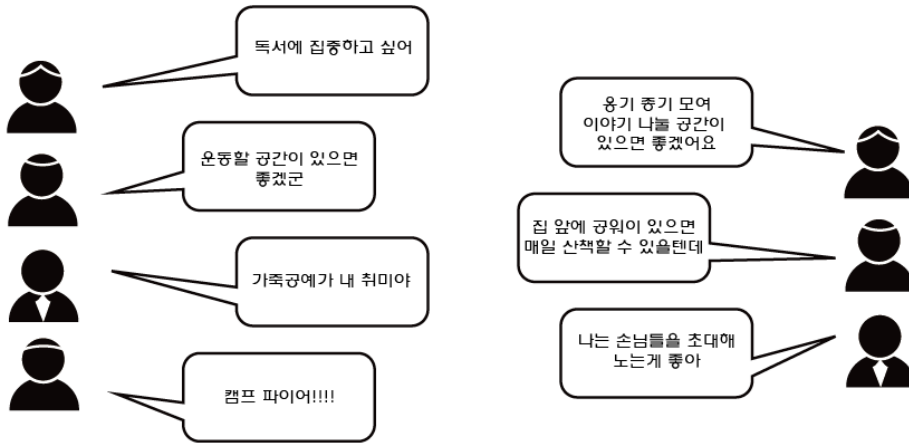 독서에 집중하고 싶어
운동할 공간이 있으면
좋겠군
가죽공예가 내 취미야
캠프 파이어!!!!
옹기 종기 모여
이야기 나눌 공간이
있으면 좋겠어요
집 앞에 공워이 있으면
매일 산책할 수 있을텐데
나는 손님들을 초대해
노는게 좋아